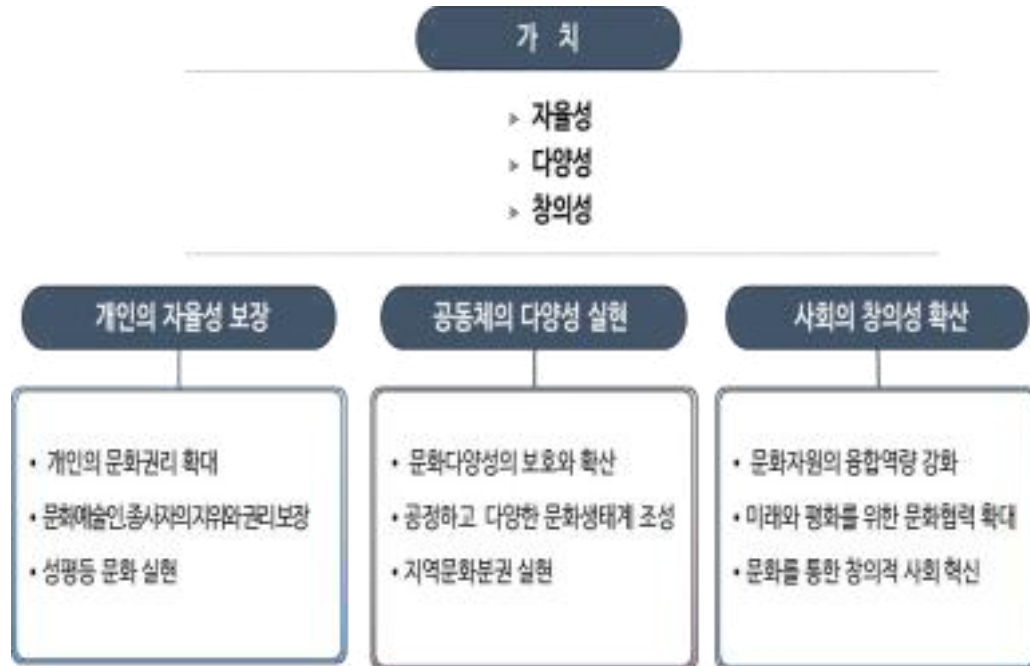 가 치
▹ 자율성
▹ 다양성
▹ 창의성
개인의 자율성 보장
• 개인의 문화권리 확대
• 문화예술인,종사자의 지위와 권리 보장
• 성평등 문화 실현
공동체의 다양성 실현
• 문화다양성의 보호와 확산
• 공정하고 다양한 문화생태계 조성
• 지역문화분권 실현
사회의 창의성 확산
• 문화자원의 융합역량 강화
• 미래와 평화를 위한 문화협력 확대
• 문화를 통한 창의적 사회 혁신